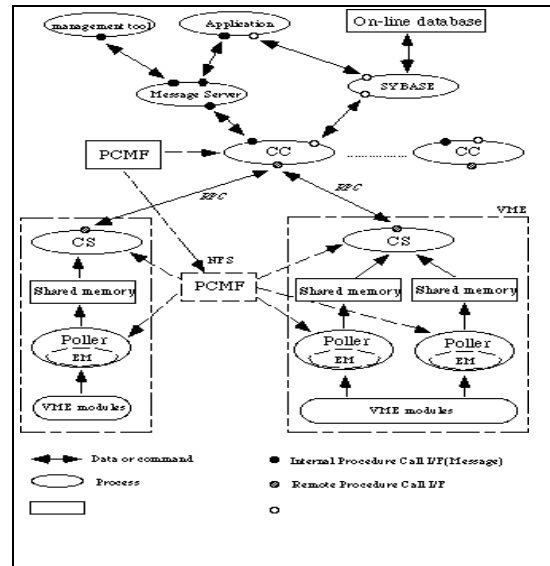 management tool
Application
On-line database
Message Server
SYBASE
PCMF
CC
CC
RPC
RPC
VME
CS
NFS
CS
PCMF
Shared memory
Shared memory
Shared memory
Poller
EM
Poller
EM
Poller
EM
VME modules
VME modules
Data or command
Internal Procedure Call I/F(Message)
Process
Remote Procedure Call I/F